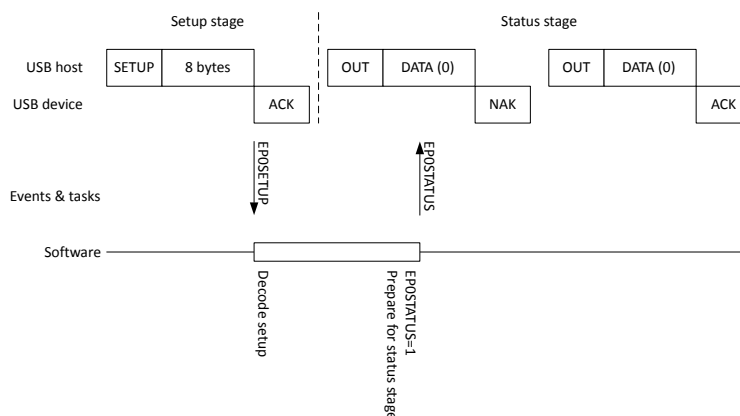 Setup stage
Status stage
USB host
SETUP
8 bytes
OUT
DATA (0)
OUT
DATA (0)
USB device
ACK
NAK
ACK
EP0SETUP
EP0STATUS
Events & tasks
Software
Decode setup
EP0STATUS=1
Prepare for status stage